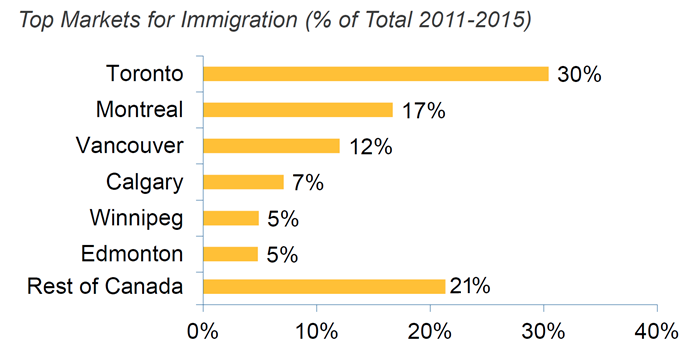 Top Markets for Immigration (% of Total 2011-2015)
Toronto 30%
Montreal 17%
Vancouver 12%
Calgary 7%
Winnipeg 5%
Edmonton 5%
Rest of Canada 21%
0% 10% 20% 30% 40%